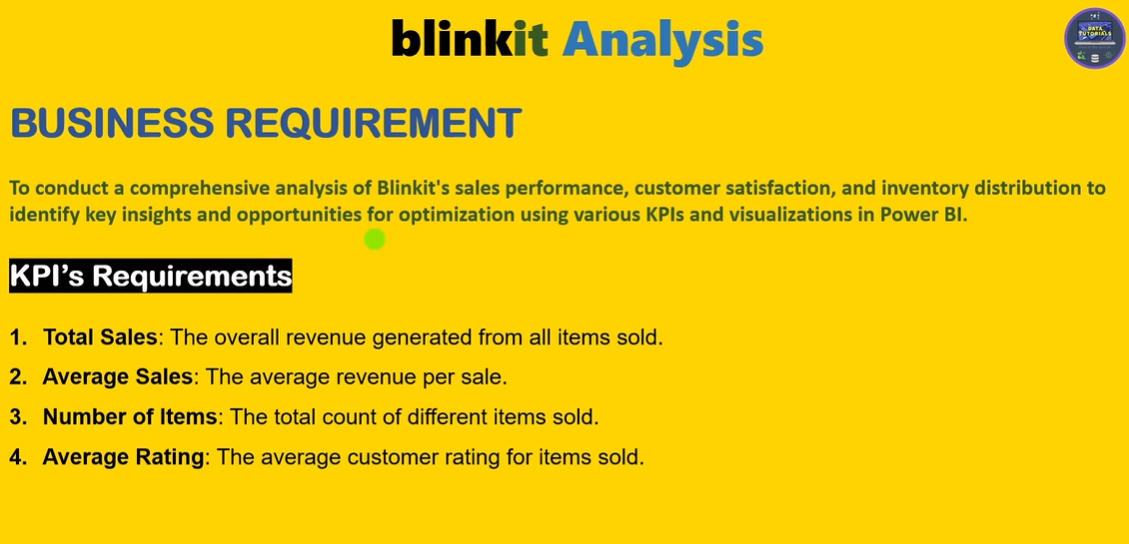 blinkit Analysis
DATA
TUTORIALS
BUSINESS REQUIREMENT
To conduct a comprehensive analysis of Blinkit's sales performance, customer satisfaction, and inventory distribution to
identify key insights and opportunities for optimization using various KPIs and visualizations in Power BI.
KPI's Requirements
1. Total Sales: The overall revenue generated from all items sold.
2. Average Sales: The average revenue per sale.
3. Number of Items: The total count of different items sold.
4. Average Rating: The average customer rating for items sold.